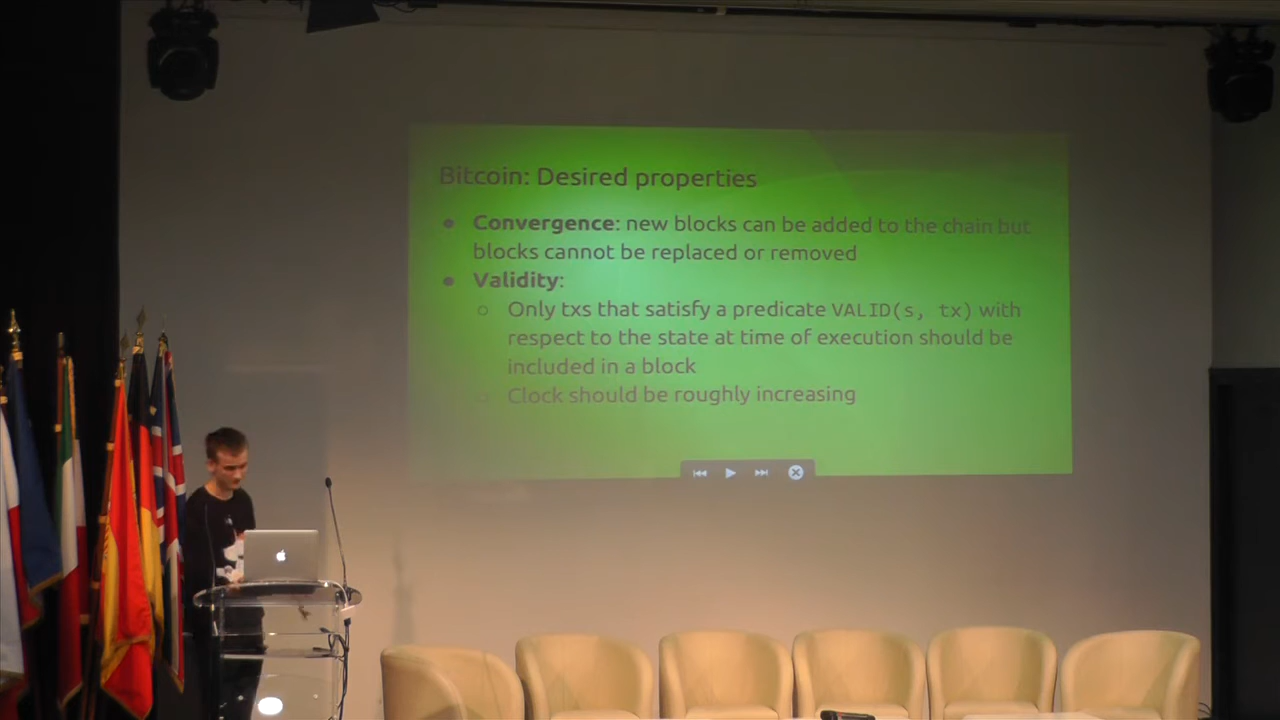 Bitcoin: Desired properties
● Convergence: new blocks can be added to the chain but
blocks cannot be replaced or removed
● Validity:
○ Only txs that satisfy a predicate VALID(s, tx) with
respect to the state at time of execution should be
included in a block
○ Clock should be roughly increasing